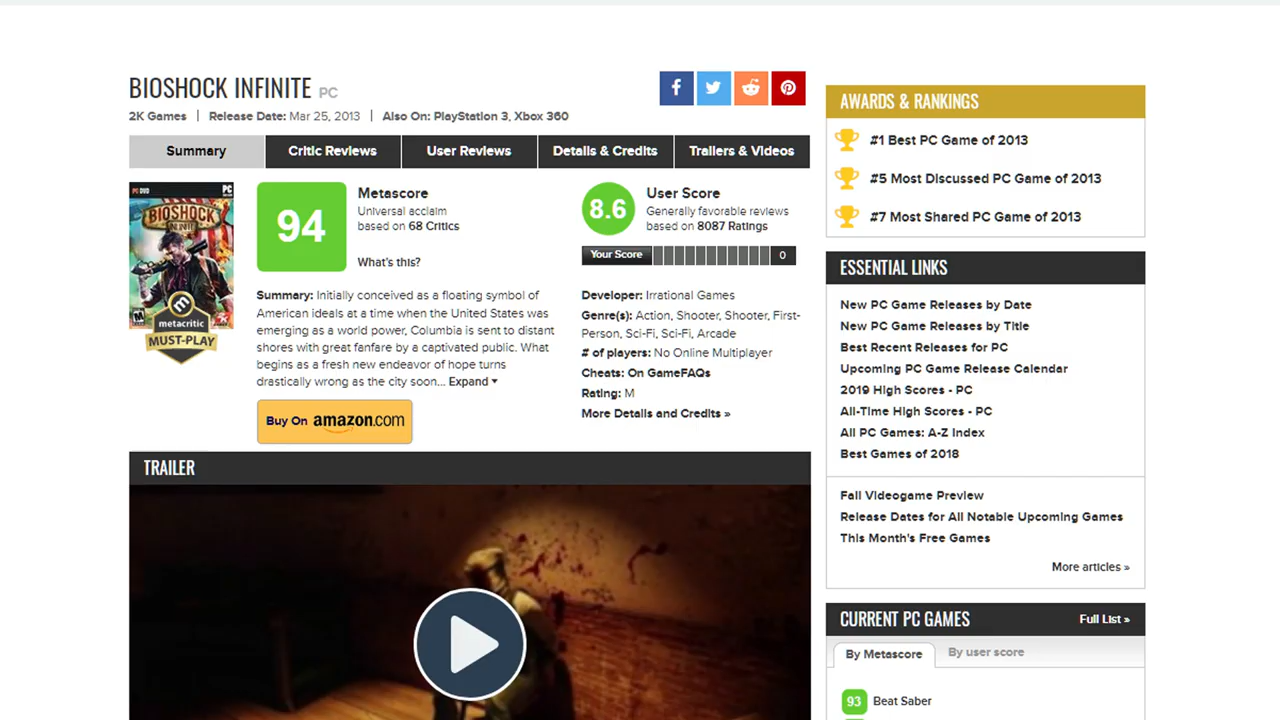 BIOSHOCK INFINITE PC
2K Games | Release Date: Mar 25, 2013 | Also On: PlayStation 3, Xbox 360
Summary
Critic Reviews
User Reviews
Details & Credits
Trailers & Videos
PC DVD
PC
BIOSHOCK
INFINITE
M
2K
metacritic
MUST-PLAY
94
Metascore
Universal acclaim
based on 68 Critics
What's this?
Summary: Initially conceived as a floating symbol of
American ideals at a time when the United States was
emerging as a world power, Columbia is sent to distant
shores with great fanfare by a captivated public. What
begins as a fresh new endeavor of hope turns
drastically wrong as the city soon... Expand
Buy On amazon.com
8.6
User Score
Generally favorable reviews
based on 8087 Ratings
Your Score
0
Developer: Irrational Games
Genre(s): Action, Shooter, Shooter, First-
Person, Sci-Fi, Sci-Fi, Arcade
# of players: No Online Multiplayer
Cheats: On GameFAQs
Rating: M
More Details and Credits »
TRAILER
AWARDS & RANKINGS
#1 Best PC Game of 2013
#5 Most Discussed PC Game of 2013
#7 Most Shared PC Game of 2013
ESSENTIAL LINKS
New PC Game Releases by Date
New PC Game Releases by Title
Best Recent Releases for PC
Upcoming PC Game Release Calendar
2019 High Scores - PC
All-Time High Scores - PC
All PC Games: A-Z Index
Best Games of 2018
Fall Videogame Preview
Release Dates for All Notable Upcoming Games
This Month's Free Games
More articles »
CURRENT PC GAMES
Full List »
By Metascore
By user score
93 Beat Saber